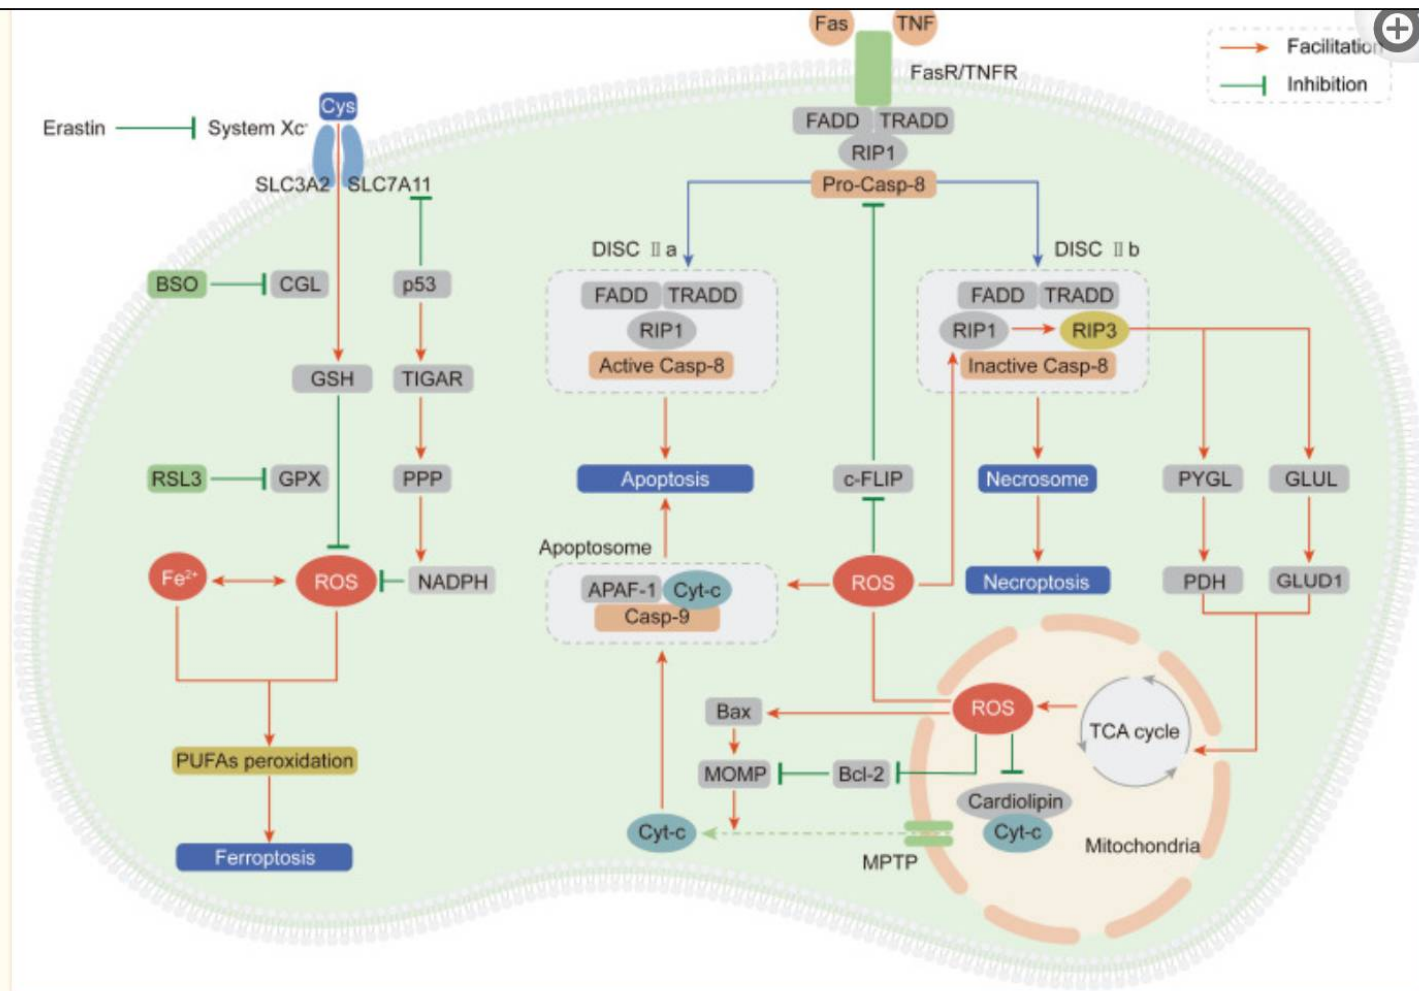 Fas
TNF
Facilitation
Inhibition
FasR/TNFR
Cys
Erastin
System Xc-
FADD TRADD
RIP1
Pro-Casp-8
SLC3A2 SLC7A11
DISC Ⅱ a
DISC Ⅱ b
BSO
CGL
p53
FADD TRADD
RIP1
Active Casp-8
FADD TRADD
RIP1
RIP3
Inactive Casp-8
GSH
TIGAR
RSL3
GPX
PPP
Apoptosis
c-FLIP
Necrosome
PYGL
GLUL
Apoptosome
Fe2+
ROS
NADPH
APAF-1 Cyt-c
Casp-9
ROS
Necroptosis
PDH
GLUD1
Bax
ROS
TCA cycle
PUFAs peroxidation
MOMP
Bcl-2
Cardiolipin
Cyt-c
Cyt-c
MPTP
Mitochondria
Ferroptosis